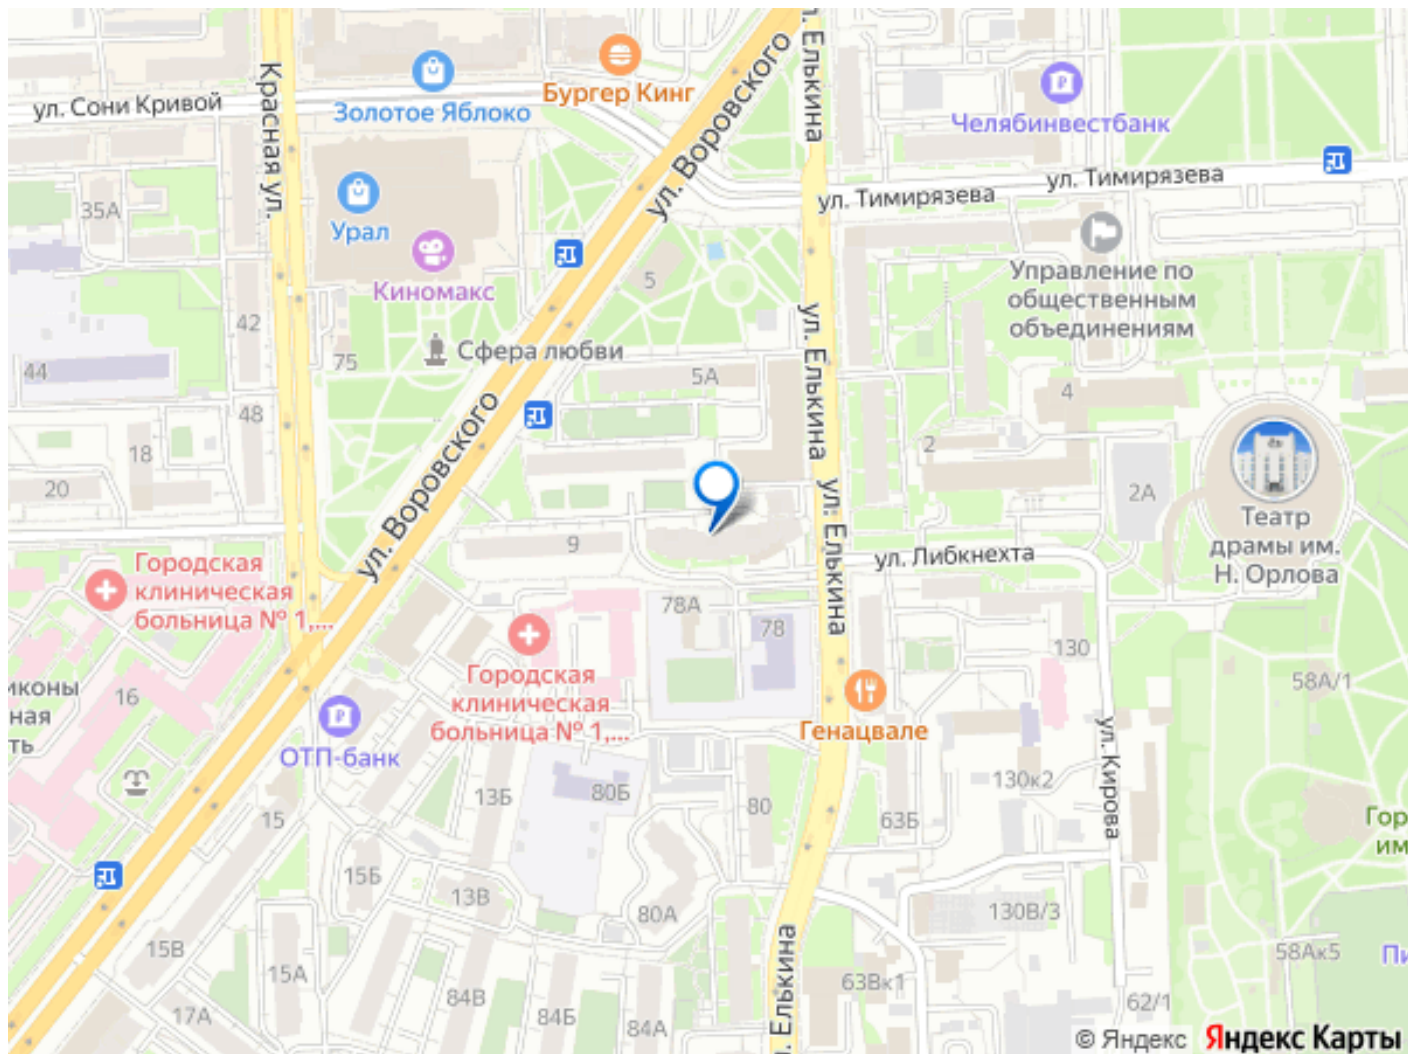 ул. Елькина
ул. Воровского
Бургер Кинг
Красная ул.
ул. Сони Кривой
Золотое Яблоко
Челябинвестбанк
ул. Воровского
ул. Тимирязева
ул. Тимирязева
35А
Урал
Киномакс
5
Управление по
общественным
объединениям
42
75
Сфера любви
ул. Елькина
44
5А
4
48
ул. Воровского
18
2
20
2А
ул. Елькина
Театр
драмы им.
Н. Орлова
9
ул. Либкнехта
Городская
клиническая
больница № 1,...
78А
78
130
Городская
клиническая
больница № 1,...
58А/1
иконы
ная
ть
16
Генацвале
ОТП-банк
ул. Кирова
130к2
13Б
80Б
80
63Б
15
Гор
им
15Б
13В
80А
130В/3
15В
15А
58Ак5
Пи
63Вк1
84В
62/1
17А
84Б
84А
. Елькина
© Яндекс Яндекс Карты